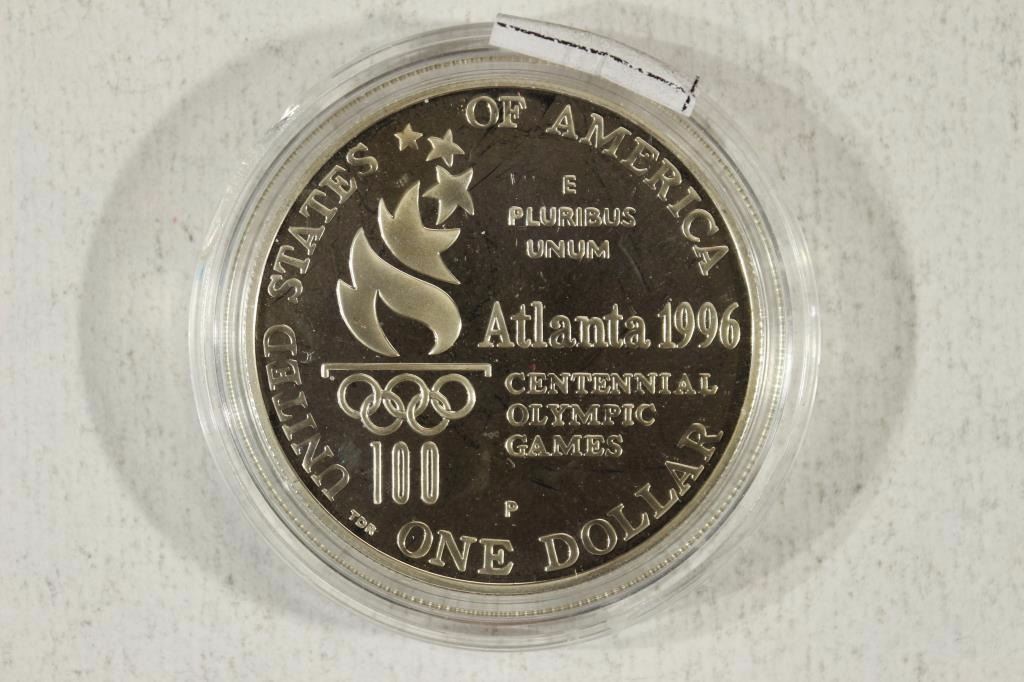 UNITED STATES OF AMERICA
E
PLURIBUS
UNUM
Atlanta 1996
CENTENNIAL
OLYMPIC
GAMES
100
P
TDR
ONE DOLLAR